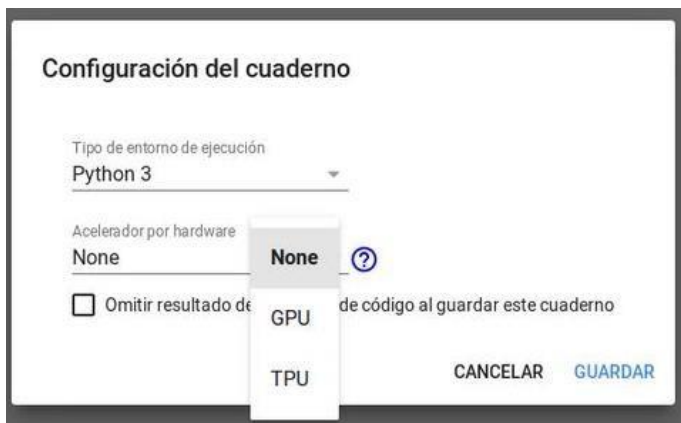 Configuración del cuaderno
Tipo de entorno de ejecución
Python 3
Acelerador por hardware
None
None
GPU
TPU
Omitir resultado de de código al guardar este cuaderno
CANCELAR GUARDAR